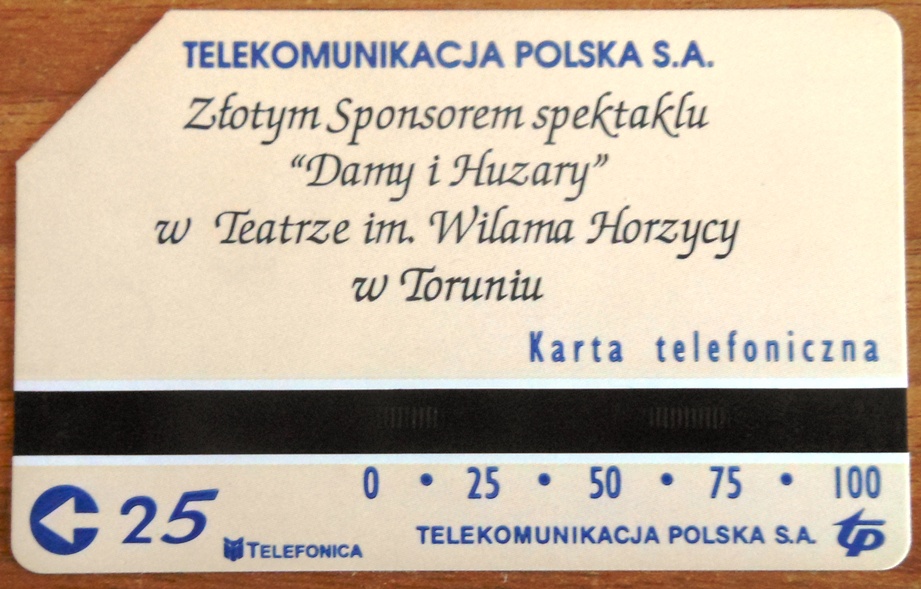 TELEKOMUNIKACJA POLSKA S.A.
Złotym Sponsorem spektaklu
“Damy i Huzary”
w Teatrze im. Wilama Horzycy
w Toruniu
Karta telefoniczna
0 • 25 • 50 • 75 • 100
25 TELEFONICA TELEKOMUNIKACJA POLSKA S.A. tp